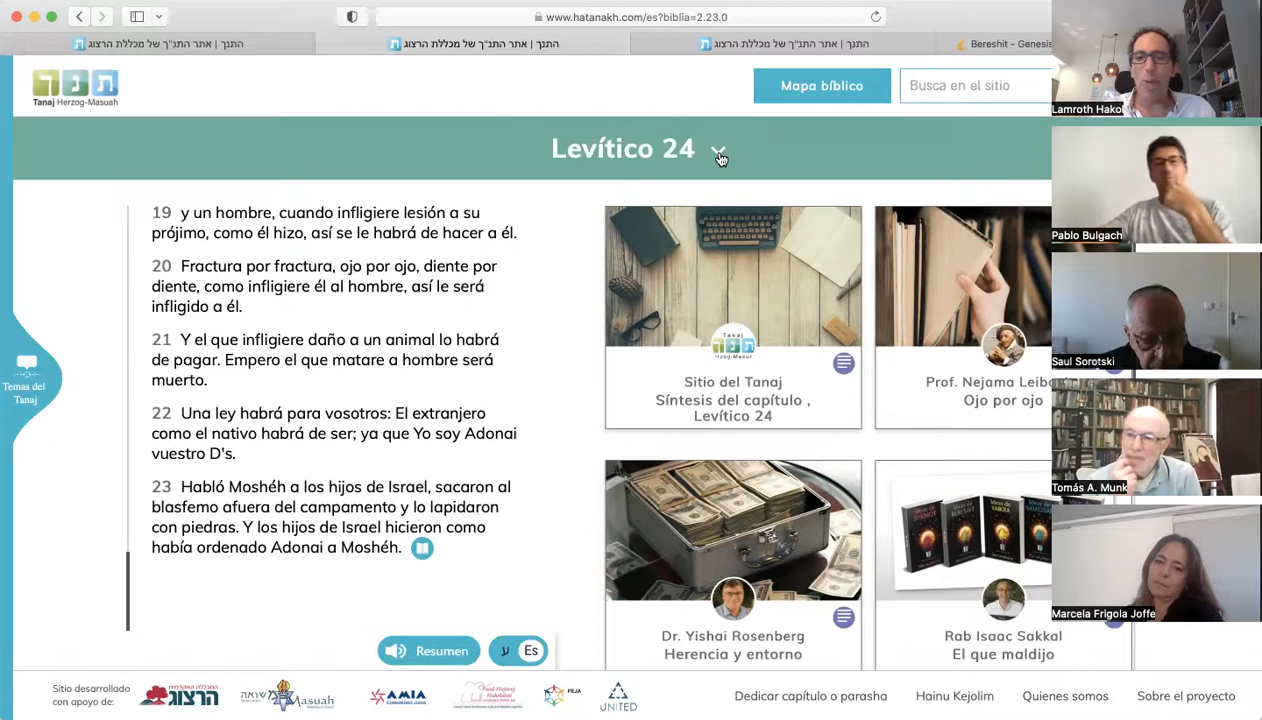 www.hatanakh.com/es?biblia=2.23.0
התנך | אתר התנ״ך של מכללת הרצוג
התנך | אתר התנ״ך של מכללת הרצוג
התנך | אתר התנ״ך של מכללת הרצוג
Bereshit - Genesis
תנך
Tanaj Herzog-Masuah
Mapa bíblico
Busca en el sitio
Lamroth Hakol
Levítico 24
Pablo Bulgach
19 y un hombre, cuando infligiere lesión a su
prójimo, como él hizo, así se le habrá de hacer a él.
20 Fractura por fractura, ojo por ojo, diente por
diente, como infligiere él al hombre, así le será
infligido a él.
21 Y el que infligiere daño a un animal lo habrá
de pagar. Empero el que matare a hombre será
muerto.
22 Una ley habrá para vosotros: El extranjero
como el nativo habrá de ser; ya que Yo soy Adonai
vuestro D's.
23 Habló Moshéh a los hijos de Israel, sacaron al
blasfemo afuera del campamento y lo lapidaron
con piedras. Y los hijos de Israel hicieron como
había ordenado Adonai a Moshéh.
Temas del
Tanaj
Resumen
ע Es
Sitio del Tanaj
Síntesis del capítulo ,
Levítico 24
Prof. Nejama Leibo
Ojo por ojo
Dr. Yishai Rosenberg
Herencia y entorno
Rab Isaac Sakkal
El que maldijo
Saul Sorotski
Tomás A. Munk
Marcela Frigola Joffe
Sitio desarrollado
con apoyo de:
הרצוג
משואה
Masuah
AMIA
COMUNIDAD JUDÍA
FEJA
UNITED
Dedicar capítulo o parasha
Hainu Kejolim
Quienes somos
Sobre el proyecto